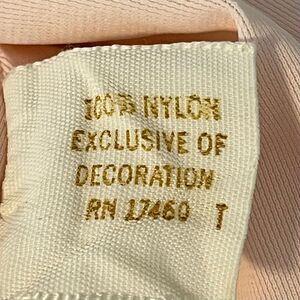 100% NYLON
EXCLUSIVE OF
DECORATION
RN 17460 T